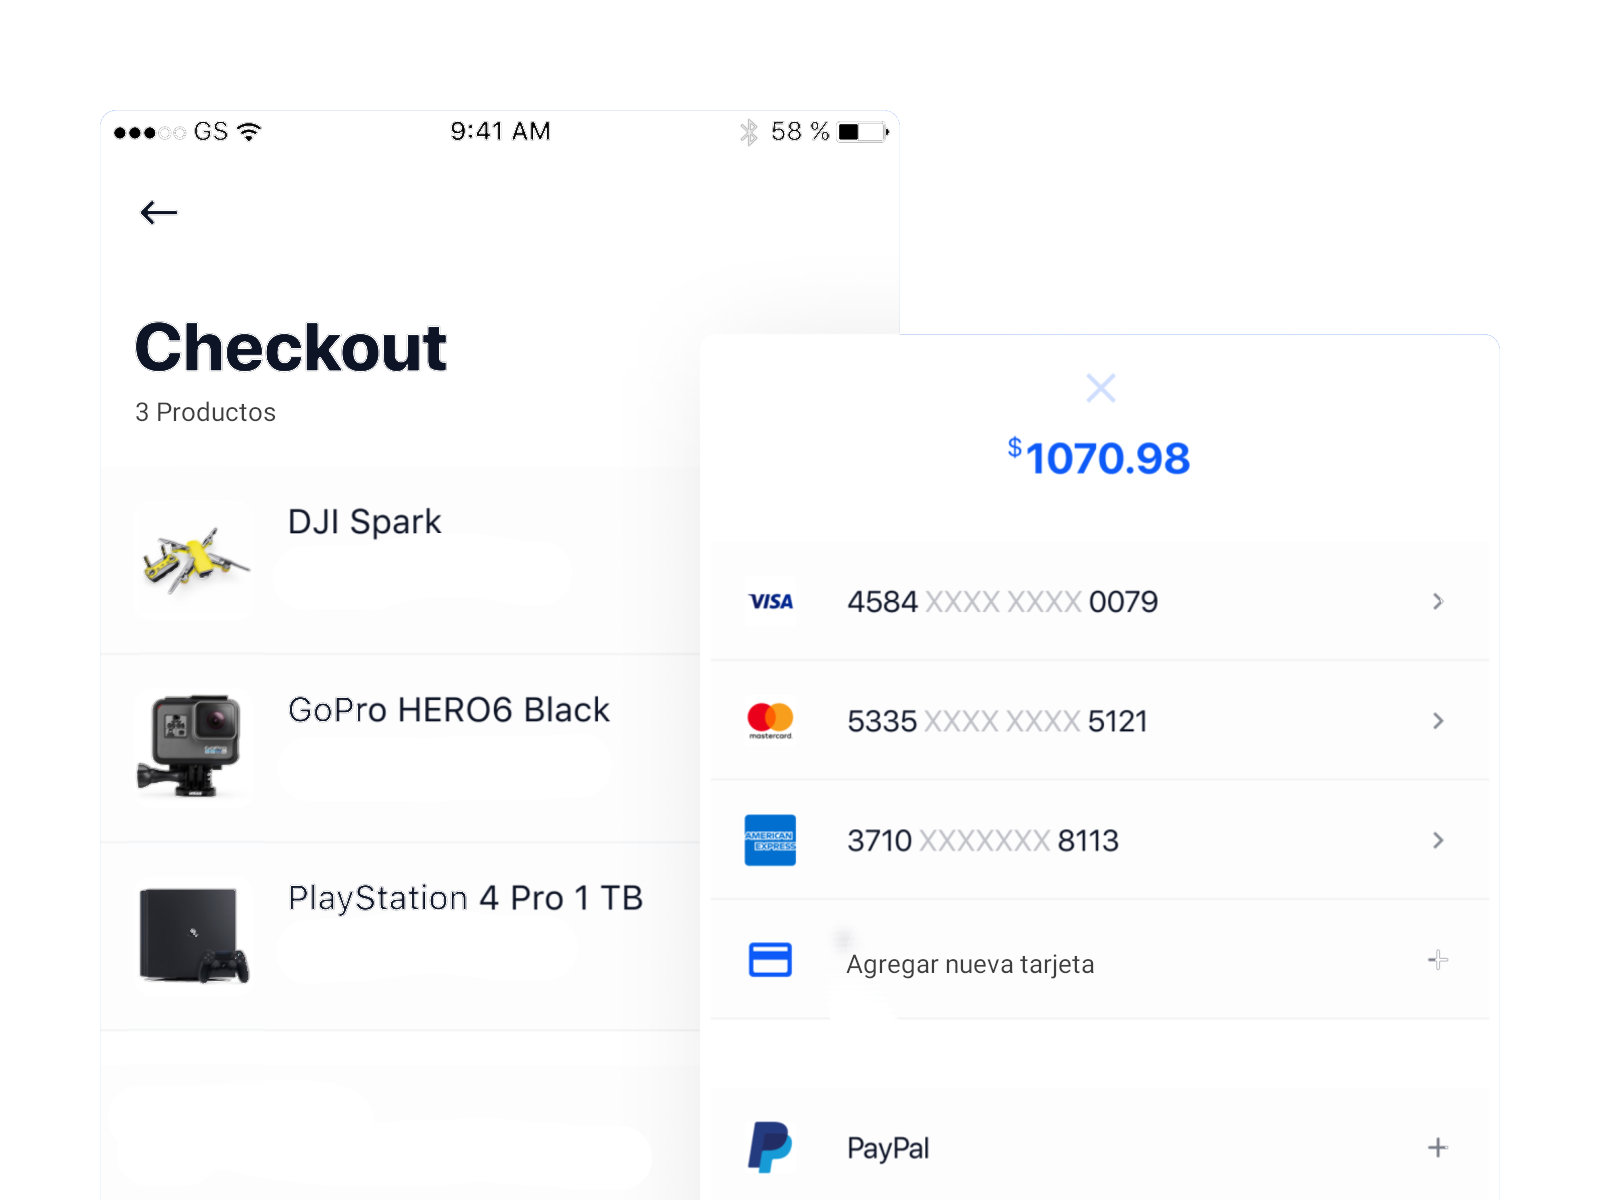 GS
9:41 AM
58 %
Checkout
3 Productos
DJI Spark
GoPro HERO6 Black
PlayStation 4 Pro 1 TB
$1070.98
VISA
4584 XXXX XXXX 0079
mastercard.
5335 XXXX XXXX 5121
AMERICAN
EXPRESS
3710 XXXXXXX 8113
Agregar nueva tarjeta
PayPal